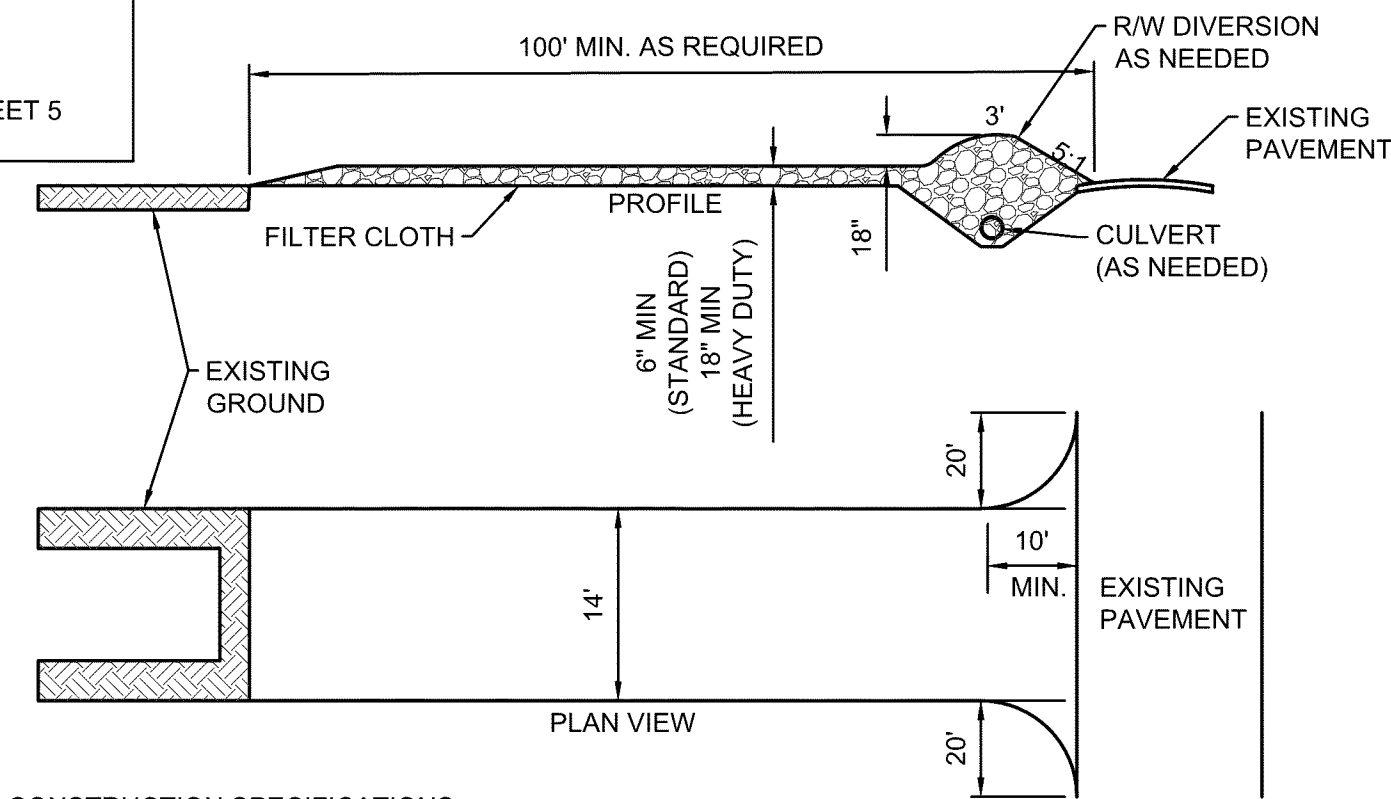 EET 5
100' MIN. AS REQUIRED
R/W DIVERSION
AS NEEDED
3'
5:1
EXISTING
PAVEMENT
PROFILE
FILTER CLOTH
18"
CULVERT
(AS NEEDED)
6" MIN
(STANDARD)
18" MIN
(HEAVY DUTY)
EXISTING
GROUND
20'
10'
MIN.
14'
EXISTING
PAVEMENT
PLAN VIEW
20'
CONSTRUCTION SPECIFICATIONS